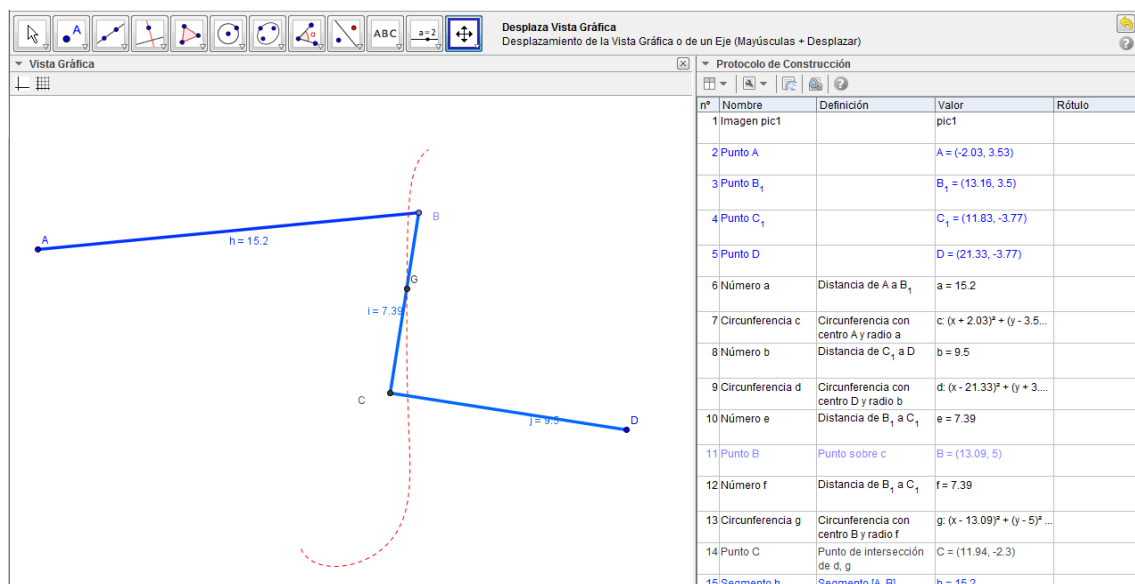 A
ABC
a=2
Desplaza Vista Gráfica
Desplazamiento de la Vista Gráfica o de un Eje (Mayúsculas + Desplazar)
Vista Gráfica
A
h = 15.2
B
G
i = 7.39
C
j = 9.5
D
Protocolo de Construcción
nº Nombre Definición Valor Rótulo
1 Imagen pic1 pic1
2 Punto A A = (-2.03, 3.53)
3 Punto B₁ B₁ = (13.16, 3.5)
4 Punto C₁ C₁ = (11.83, -3.77)
5 Punto D D = (21.33, -3.77)
6 Número a Distancia de A a B₁ a = 15.2
7 Circunferencia c Circunferencia con c: (x + 2.03)² + (y - 3.5...
centro A y radio a
8 Número b Distancia de C₁ a D b = 9.5
9 Circunferencia d Circunferencia con d: (x - 21.33)² + (y + 3....
centro D y radio b
10 Número e Distancia de B₁ a C₁ e = 7.39
11 Punto B Punto sobre c B = (13.09, 5)
12 Número f Distancia de B₁ a C₁ f = 7.39
13 Circunferencia g Circunferencia con g: (x - 13.09)² + (y - 5)² ...
centro B y radio f
14 Punto C Punto de intersección C = (11.94, -2.3)
de d, g
15 Segmento h Segmento [A, B] h = 15.2